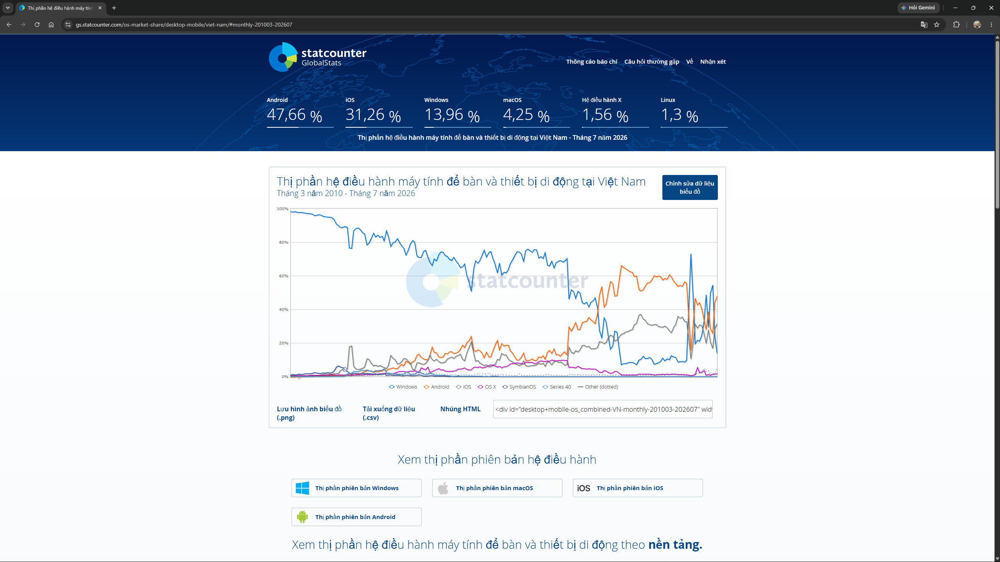 Thị phần hệ điều hành máy tính
Hỏi Gemini
gs.statcounter.com/os-market-share/desktop-mobile/viet-nam/#monthly-201003-202607
statcounter
GlobalStats
Thông cáo báo chí Câu hỏi thường gặp Về Nhận xét
Android iOS Windows macOS Hệ điều hành X Linux
47,66 % 31,26 % 13,96 % 4,25 % 1,56 % 1,3 %
Thị phần hệ điều hành máy tính để bàn và thiết bị di động tại Việt Nam - Tháng 7 năm 2026
Thị phần hệ điều hành máy tính để bàn và thiết bị di động tại Việt Nam
Tháng 3 năm 2010 - Tháng 7 năm 2026
Chỉnh sửa dữ liệu
biểu đồ
100%
80%
60%
statcounter
40%
20%
0%
Windows Android iOS OS X SymbianOS Series 40 Other (dotted)
Lưu hình ảnh biểu đồ
(.png)
Tải xuống dữ liệu
(.csv)
Nhúng HTML
<div id="desktop+mobile-os_combined-VN-monthly-201003-202607" wid
Xem thị phần phiên bản hệ điều hành
Thị phần phiên bản Windows
Thị phần phiên bản macOS
iOS Thị phần phiên bản iOS
Thị phần phiên bản Android
Xem thị phần hệ điều hành máy tính để bàn và thiết bị di động theo nền tảng.